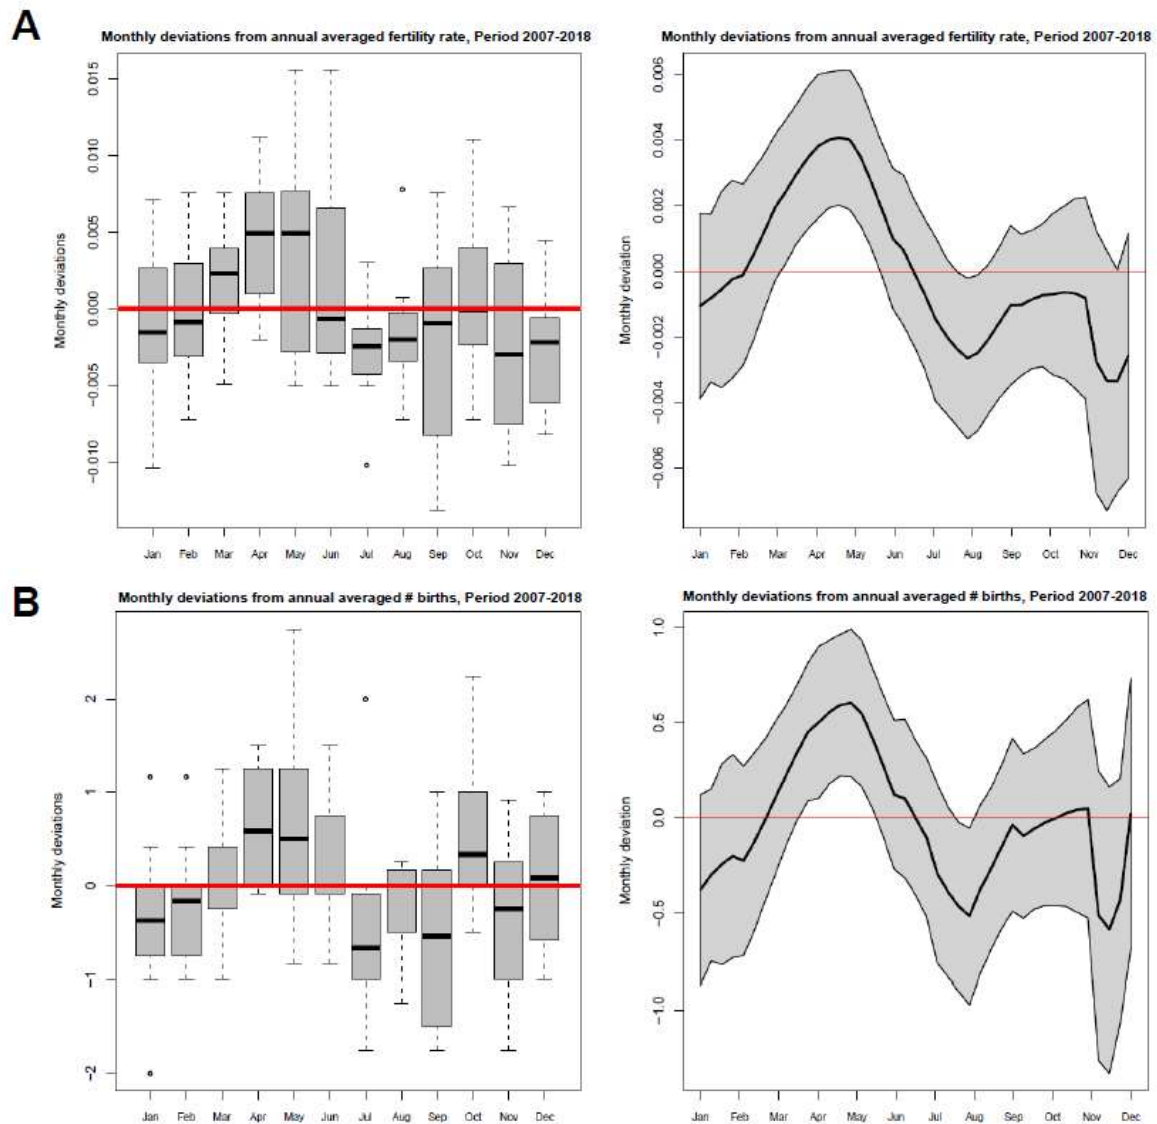 A
Monthly deviations from annual averaged fertility rate, Period 2007-2018
Monthly deviations
0.015
0.010
0.005
0.000
−0.005
−0.010
Jan Feb Mar Apr May Jun Jul Aug Sep Oct Nov Dec
Monthly deviations from annual averaged fertility rate, Period 2007-2018
Monthly deviation
0.006
0.004
0.002
0.000
−0.002
−0.004
−0.006
Jan Feb Mar Apr May Jun Jul Aug Sep Oct Nov Dec
B
Monthly deviations from annual averaged # births, Period 2007-2018
Monthly deviations
2
1
0
−1
−2
Jan Feb Mar Apr May Jun Jul Aug Sep Oct Nov Dec
Monthly deviations from annual averaged # births, Period 2007-2018
Monthly deviation
1.0
0.5
0.0
−0.5
−1.0
Jan Feb Mar Apr May Jun Jul Aug Sep Oct Nov Dec